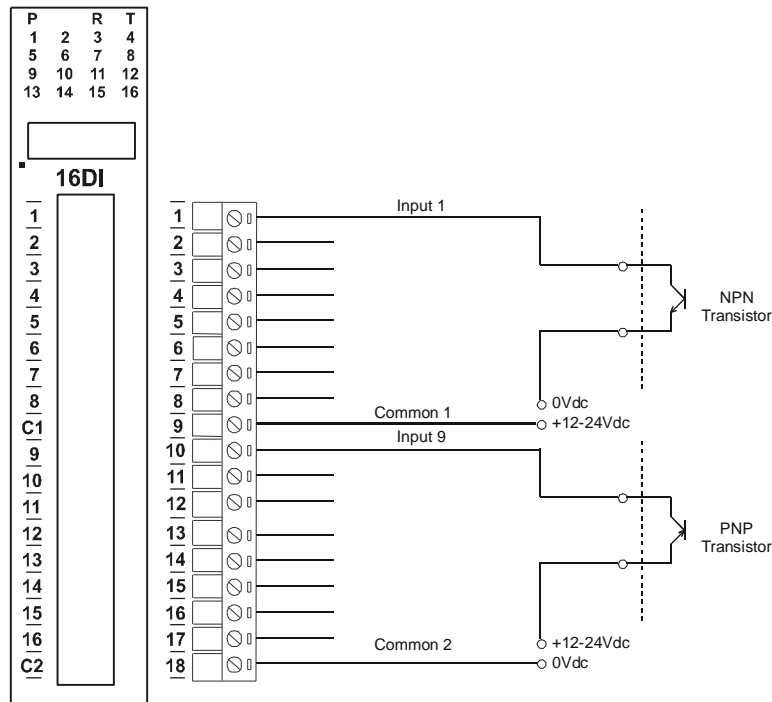 P R T
1 2 3 4
5 6 7 8
9 10 11 12
13 14 15 16
16DI
1
2
3
4
5
6
7
8
C1
9
10
11
12
13
14
15
16
C2
1
2
3
4
5
6
7
8
9
10
11
12
13
14
15
16
17
18
Input 1
NPN
Transistor
0Vdc
Common 1
+12-24Vdc
Input 9
PNP
Transistor
+12-24Vdc
Common 2
0Vdc